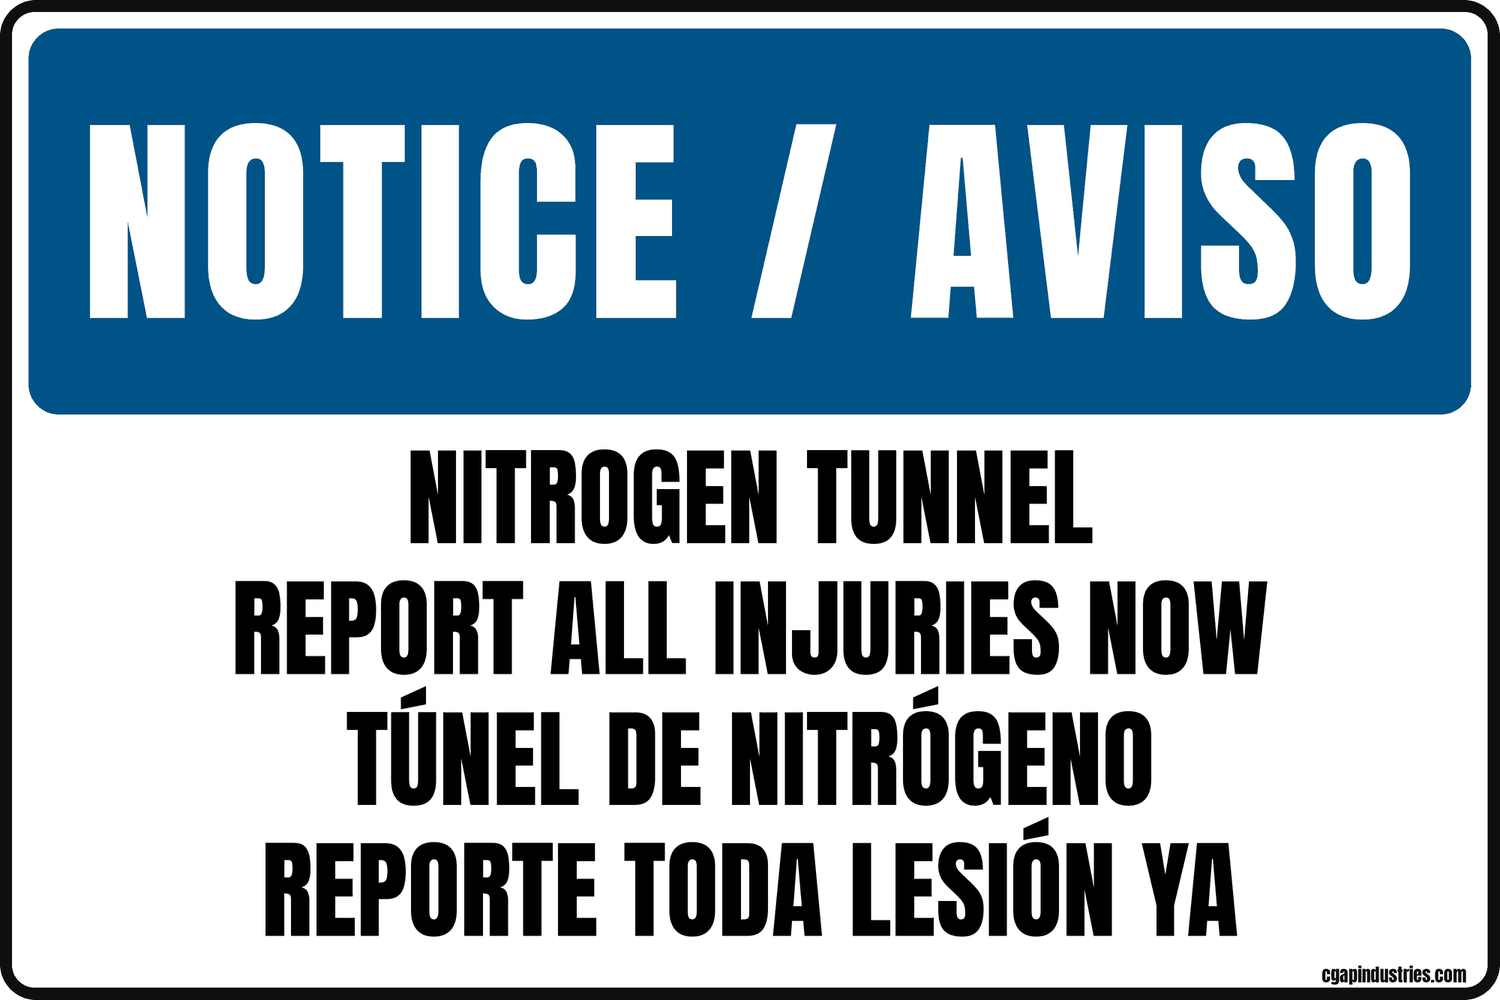 NOTICE / AVISO
NITROGEN TUNNEL
REPORT ALL INJURIES NOW
TÚNEL DE NITRÓGENO
REPORTE TODA LESIÓN YA
cgapindustries.com